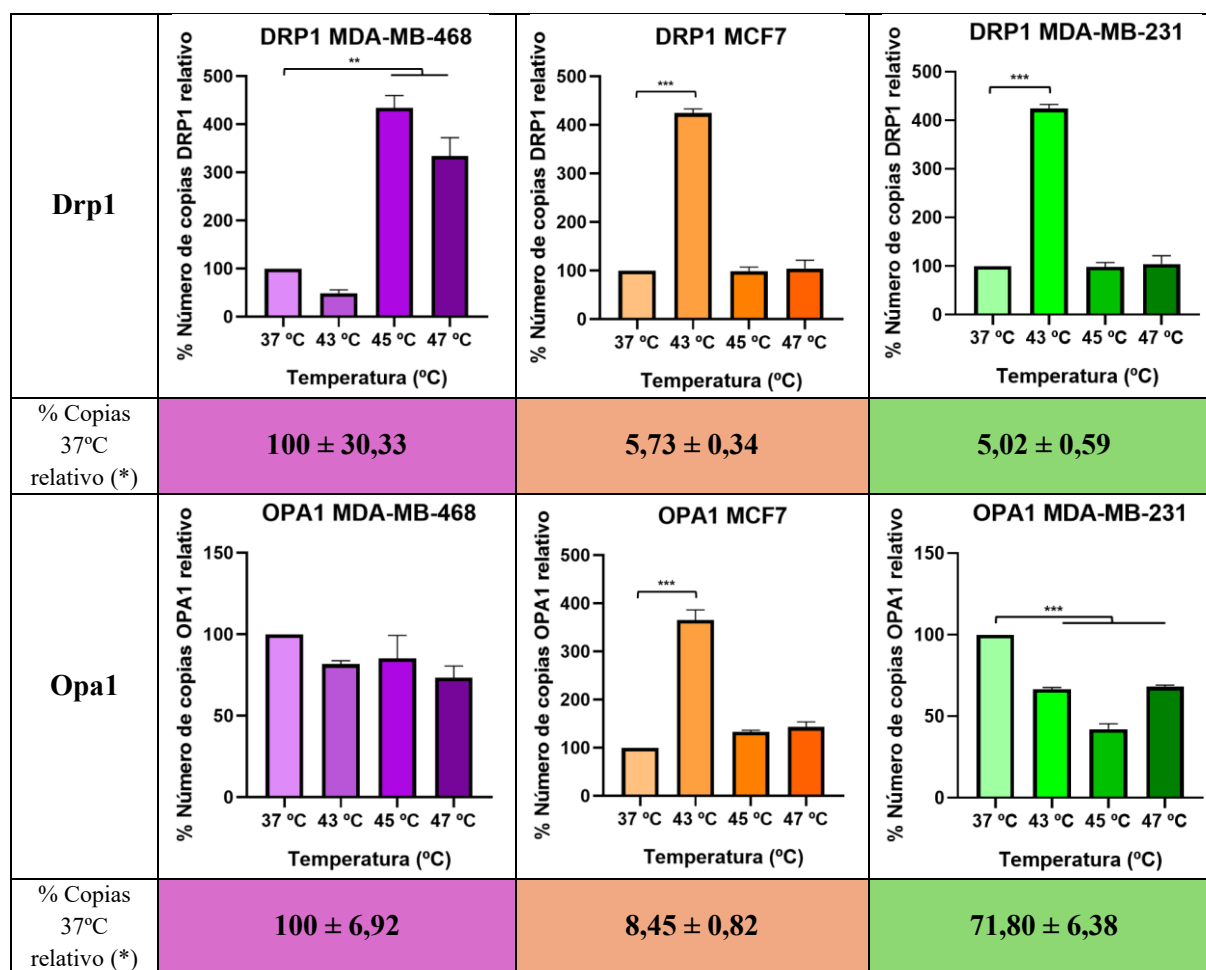 Drp1
DRP1 MDA-MB-468
% Número de copias DRP1 relativo
500
400
300
200
100
0
**
37 ºC 43 ºC 45 ºC 47 ºC
Temperatura (ºC)
DRP1 MCF7
% Número de copias DRP1 relativo
500
400
300
200
100
0
***
37 ºC 43 ºC 45 ºC 47 ºC
Temperatura (ºC)
DRP1 MDA-MB-231
% Número de copias DRP1 relativo
500
400
300
200
100
0
***
37 ºC 43 ºC 45 ºC 47 ºC
Temperatura (ºC)
% Copias
37ºC
relativo (*)
100 ± 30,33
5,73 ± 0,34
5,02 ± 0,59
Opa1
OPA1 MDA-MB-468
% Número de copias OPA1 relativo
150
100
50
0
37 ºC 43 ºC 45 ºC 47 ºC
Temperatura (ºC)
OPA1 MCF7
% Número de copias OPA1 relativo
500
400
300
200
100
0
***
37 ºC 43 ºC 45 ºC 47 ºC
Temperatura (ºC)
OPA1 MDA-MB-231
% Número de copias OPA1 relativo
150
100
50
0
***
37 ºC 43 ºC 45 ºC 47 ºC
Temperatura (ºC)
% Copias
37ºC
relativo (*)
100 ± 6,92
8,45 ± 0,82
71,80 ± 6,38